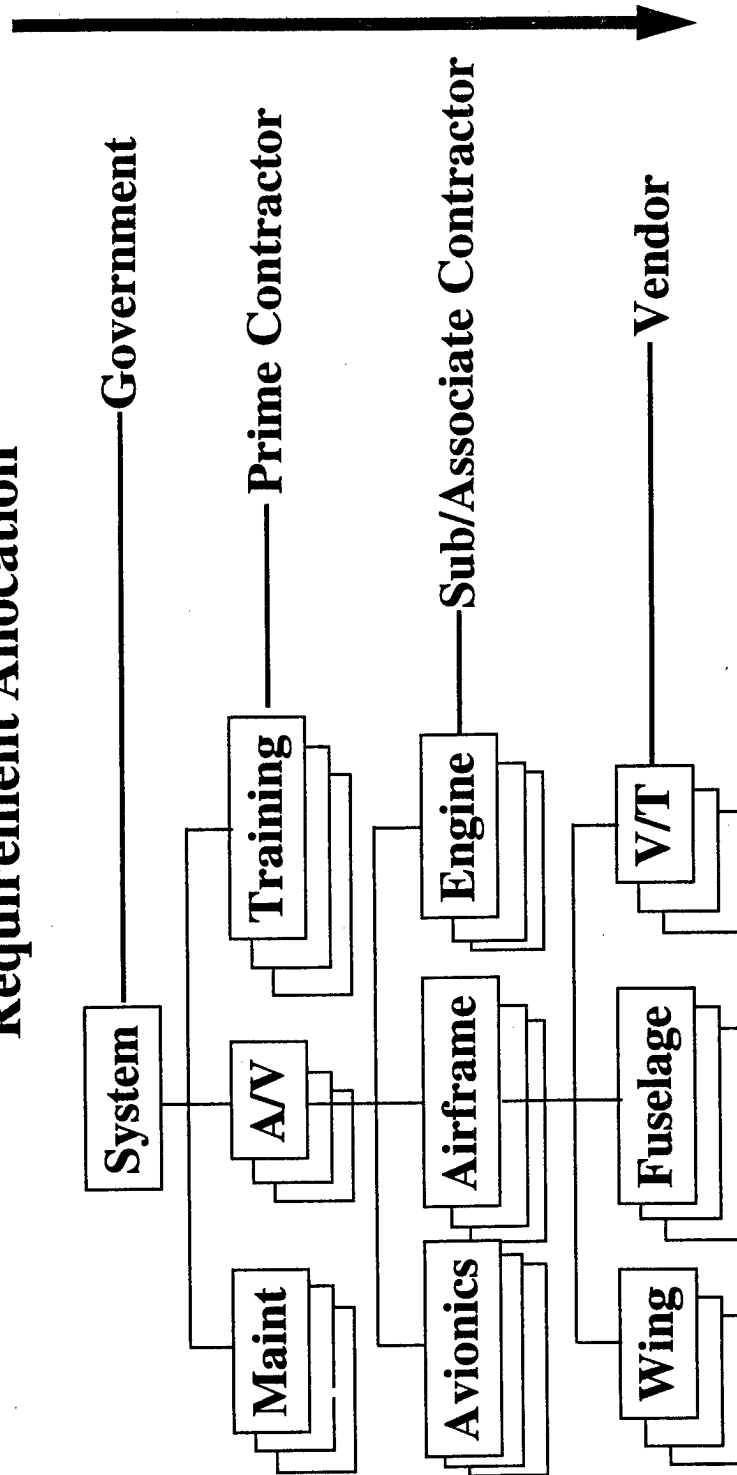 Requirement Allocation
System
Government
Maint
A/V
Training
Prime Contractor
Avionics
Airframe
Engine
Sub/Associate Contractor
Wing
Fuselage
V/T
Vendor